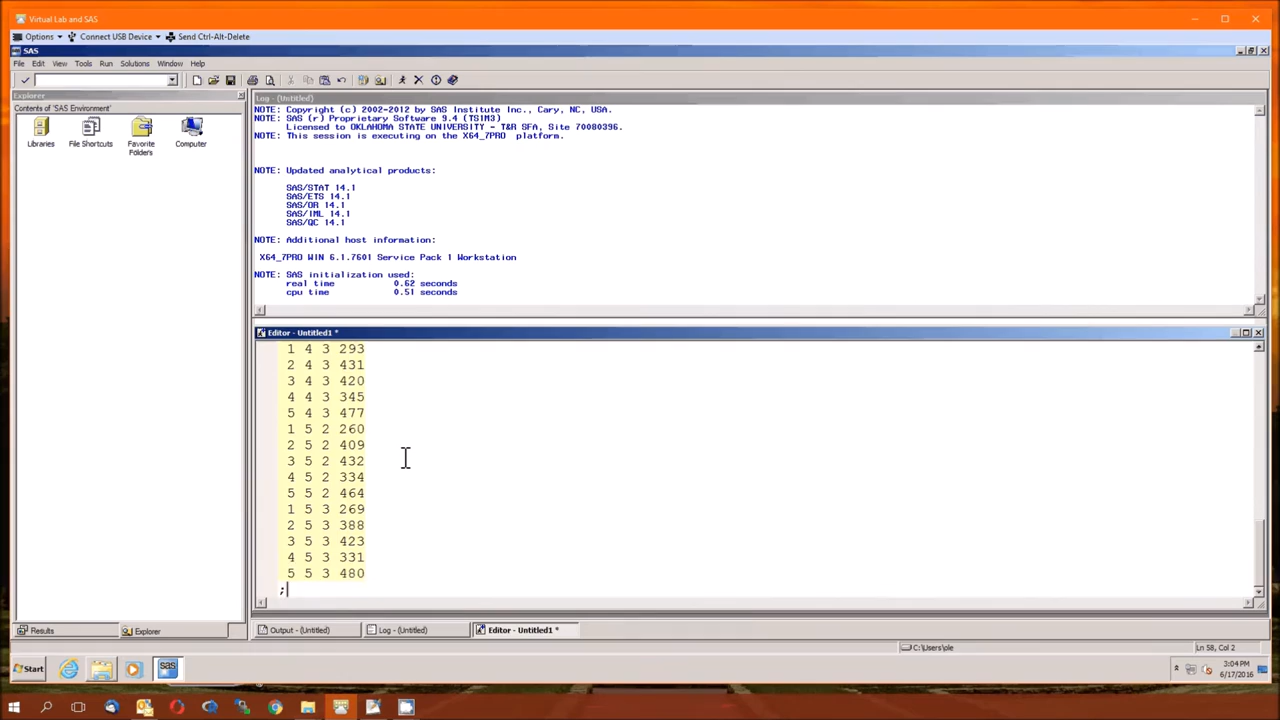 Virtual Lab and SAS
Options Connect USB Device Send Ctrl-Alt-Delete
SAS
File Edit View Tools Run Solutions Window Help
Explorer
Contents of 'SAS Environment'
Libraries File Shortcuts Favorite Folders Computer
Log - (Untitled)
NOTE: Copyright (c) 2002-2012 by SAS Institute Inc., Cary, NC, USA.
NOTE: SAS (r) Proprietary Software 9.4 (TS1M3)
Licensed to OKLAHOMA STATE UNIVERSITY - T&R SFA, Site 70080396.
NOTE: This session is executing on the X64_7PRO platform.
NOTE: Updated analytical products:
SAS/STAT 14.1
SAS/ETS 14.1
SAS/OR 14.1
SAS/IML 14.1
SAS/QC 14.1
NOTE: Additional host information:
X64_7PRO WIN 6.1.7601 Service Pack 1 Workstation
NOTE: SAS initialization used:
real time 0.62 seconds
cpu time 0.51 seconds
Editor - Untitled1 *
1 4 3 293
2 4 3 431
3 4 3 420
4 4 3 345
5 4 3 477
1 5 2 260
2 5 2 409
3 5 2 432
4 5 2 334
5 5 2 464
1 5 3 269
2 5 3 388
3 5 3 423
4 5 3 331
5 5 3 480
;
Results Explorer
Output - (Untitled) Log - (Untitled) Editor - Untitled1 *
C:\Users\ple Ln 58, Col 2
Start sas 3:04 PM
6/17/2016